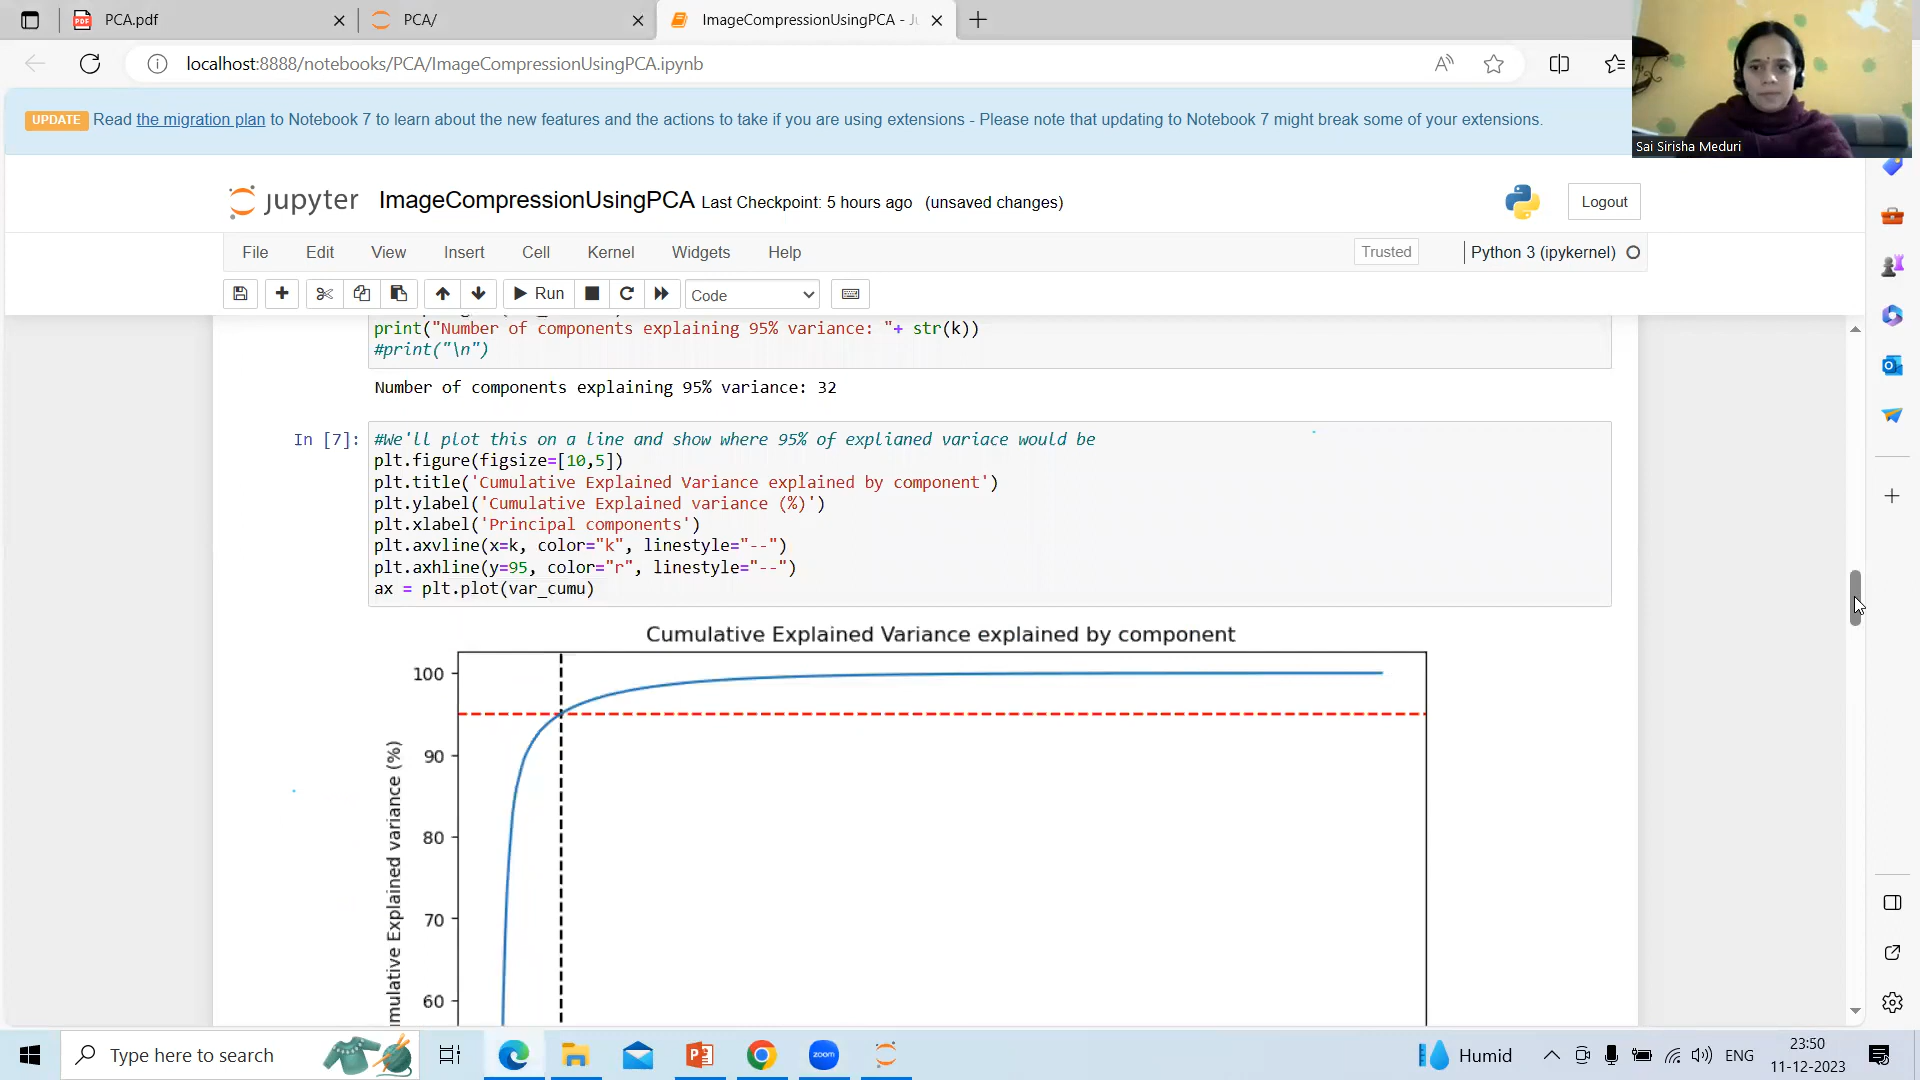 PCA.pdf
PCA/
ImageCompressionUsingPCA - Ju
localhost:8888/notebooks/PCA/ImageCompressionUsingPCA.ipynb
Sai Sirisha Meduri
UPDATE Read the migration plan to Notebook 7 to learn about the new features and the actions to take if you are using extensions - Please note that updating to Notebook 7 might break some of your extensions.
jupyter ImageCompressionUsingPCA Last Checkpoint: 5 hours ago (unsaved changes)
Logout
File Edit View Insert Cell Kernel Widgets Help
Trusted
Python 3 (ipykernel)
Run
Code
print("Number of components explaining 95% variance: "+ str(k))
#print("\n")
Number of components explaining 95% variance: 32
In [7]:
#We'll plot this on a line and show where 95% of explianed variace would be
plt.figure(figsize=[10,5])
plt.title('Cumulative Explained Variance explained by component')
plt.ylabel('Cumulative Explained variance (%)')
plt.xlabel('Principal components')
plt.axvline(x=k, color="k", linestyle="--")
plt.axhline(y=95, color="r", linestyle="--")
ax = plt.plot(var_cumu)
Cumulative Explained Variance explained by component
100
90
80
70
60
mulative Explained variance (%)
Type here to search
zoom
Humid
ENG
23:50
11-12-2023